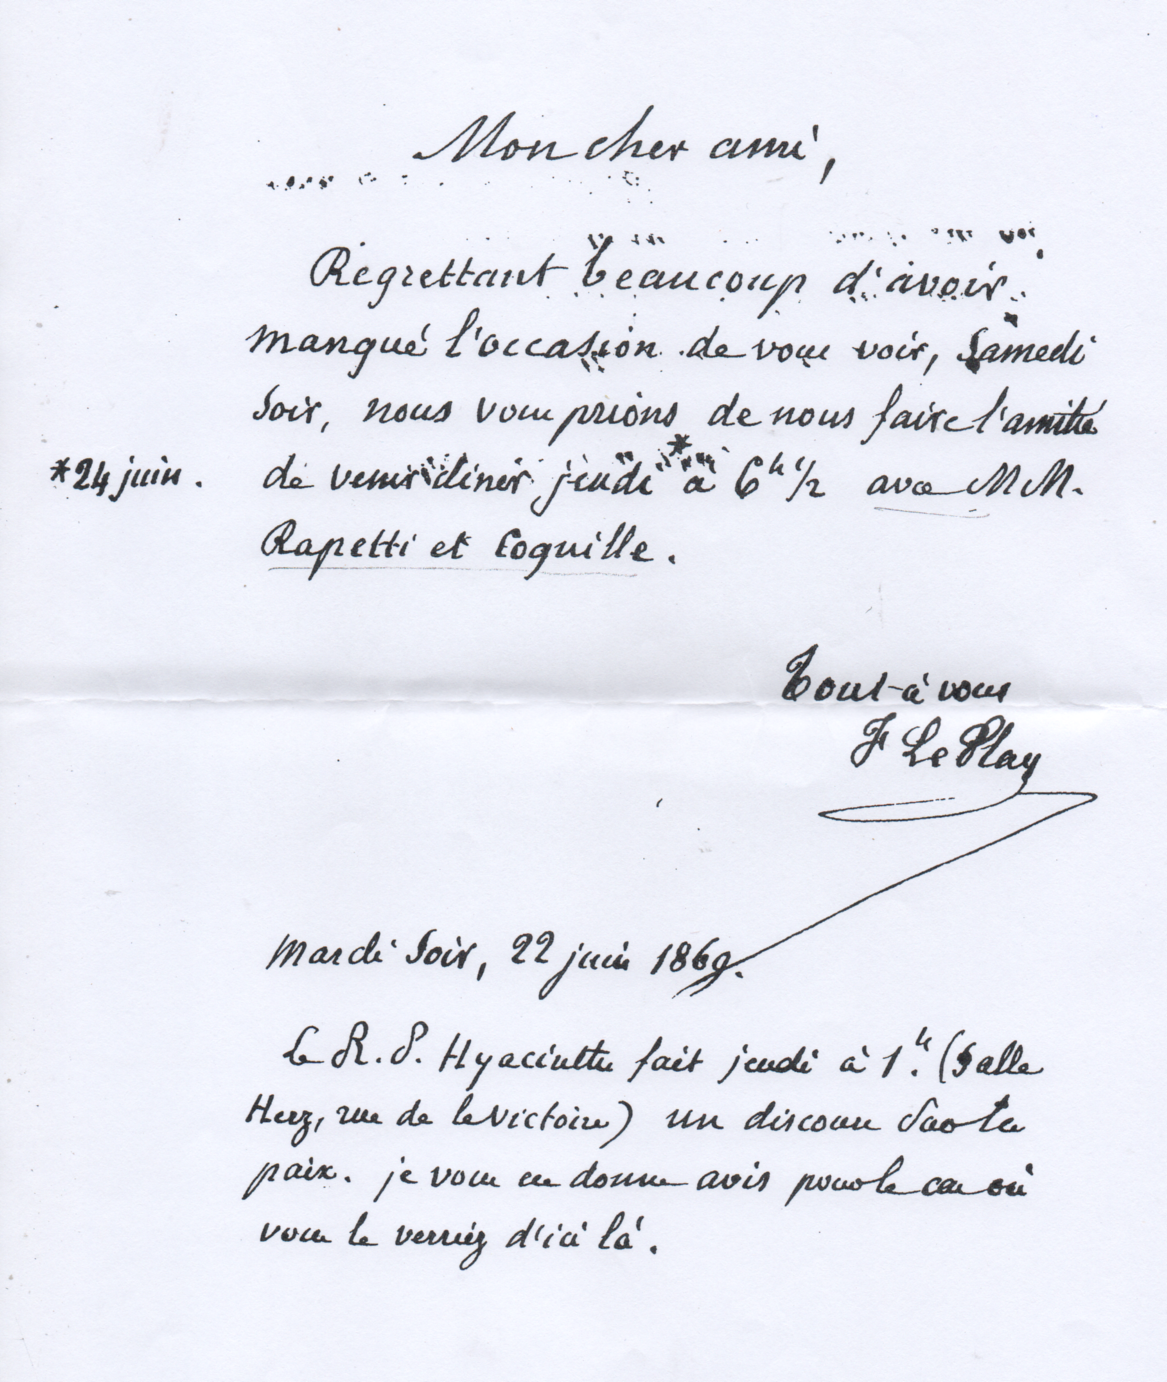 Mon cher ami,
Regrettant beaucoup d'avoir
manqué l'occasion de vous voir, Samedi
Soir, nous vous prions de nous faire l'amitié
*24 juin. de venir diner jeudi * à 6h 1/2 avec MM.
Rapetti et Coquille.
Tout-à vous
F Le Play
Mardi Soir, 22 juin 1869.
Le R. P. Hyacinthe fait jeudi à 1.h (Salle
Herz, rue de la Victoire) un discours Sur la
paix. je vous en donne avis pour le cas où
vous le verriez d'ici là.